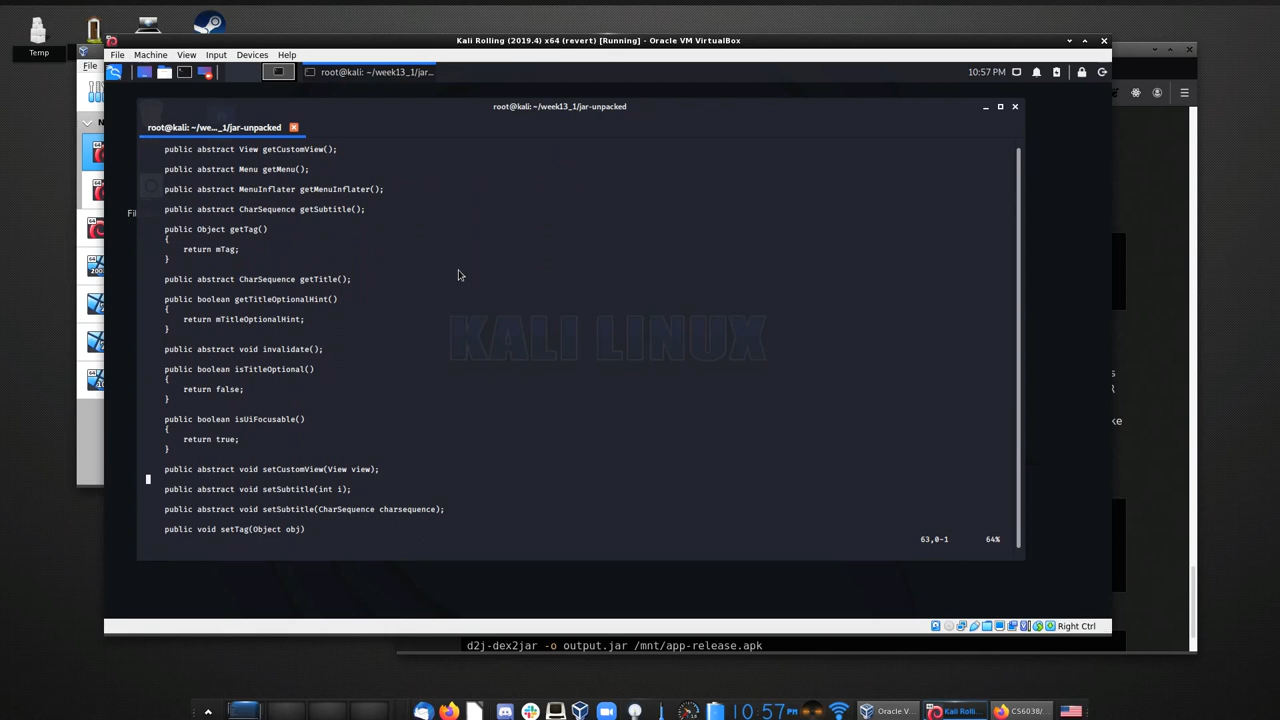 Temp
Kali Rolling (2019.4) x64 (revert) [Running] - Oracle VM VirtualBox
File Machine View Input Devices Help
File
root@kali: ~/week13_1/jar...
10:57 PM
root@kali: ~/week13_1/jar-unpacked
root@kali: ~/we..._1/jar-unpacked
public abstract View getCustomView();
public abstract Menu getMenu();
public abstract MenuInflater getMenuInflater();
public abstract CharSequence getSubtitle();
public Object getTag()
{
return mTag;
}
public abstract CharSequence getTitle();
public boolean getTitleOptionalHint()
{
return mTitleOptionalHint;
}
public abstract void invalidate();
public boolean isTitleOptional()
{
return false;
}
public boolean isUiFocusable()
{
return true;
}
public abstract void setCustomView(View view);
public abstract void setSubtitle(int i);
public abstract void setSubtitle(CharSequence charsequence);
public void setTag(Object obj)
63,0-1 64%
KALI LINUX
Right Ctrl
d2j-dex2jar -o output.jar /mnt/app-release.apk
10:57 PM
Oracle V...
Kali Rolli...
CS6038/...